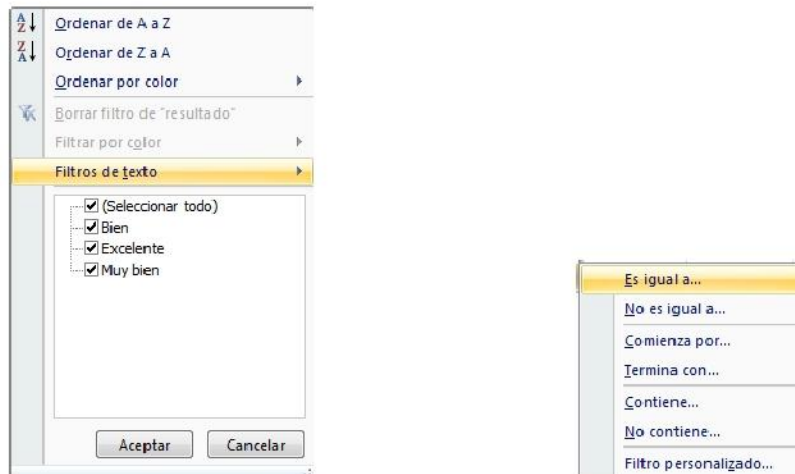 Ordenar de A a Z
Ordenar de Z a A
Ordenar por color
Borrar filtro de "resultado"
Filtrar por color
Filtros de texto
(Seleccionar todo)
Bien
Excelente
Muy bien
Aceptar Cancelar
Es igual a...
No es igual a...
Comienza por...
Termina con...
Contiene...
No contiene...
Filtro personalizado...